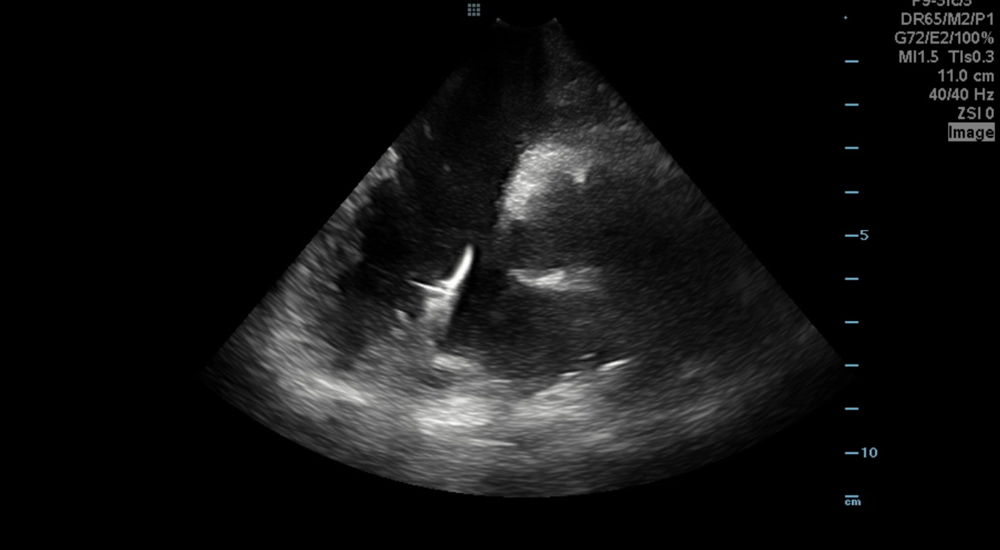 DR65/M2/P1
G72/E2/100%
MI1.5 TIs0.3
11.0 cm
40/40 Hz
ZSI 0
Image
5
10
cm